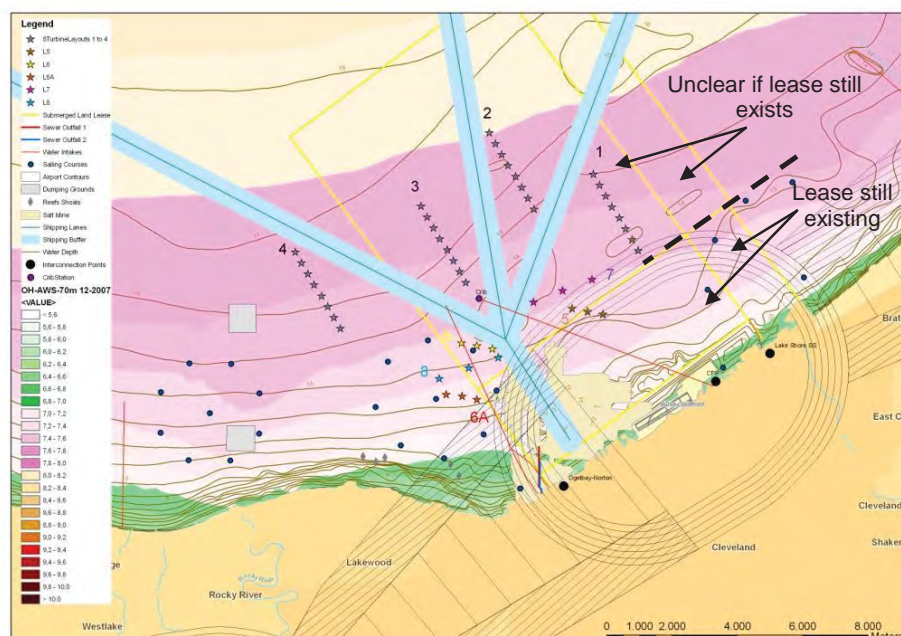 Legend
8TurbineLayouts 1 to 4
L5
L6
L6A
L7
L8
Submerged Land Lease
Sewer Outfall 1
Sewer Outfall 2
Water Intakes
Sailing Courses
Airport Contours
Dumping Grounds
Reefs Shoals
Salt Mine
Shipping Lanes
Shipping Buffer
Water Depth
Interconnection Points
Crib Station
OH-AWS-70m 12-2007
<VALUE>
< 5,6
5,6 - 5,8
5,8 - 6,0
6,0 - 6,2
6,2 - 6,4
6,4 - 6,6
6,6 - 6,8
6,8 - 7,0
7,0 - 7,2
7,2 - 7,4
7,4 - 7,6
7,6 - 7,8
7,8 - 8,0
8,0 - 8,2
8,2 - 8,4
8,4 - 8,6
8,6 - 8,8
8,8 - 9,0
9,0 - 9,2
9,2 - 9,4
9,4 - 9,6
9,6 - 9,8
9,8 - 10,0
> 10,0
Unclear if lease still
exists
Lease still
existing
1
2
3
4
5
7
8
6A
Crib
Lake Shore SS
CPP
Oglebay-Norton
Brat
East C
Cleveland
Shaker
Cleveland
Lakewood
Rocky River
Rocky River
Westlake
ge
0 1.000 2.000 4.000 6.000 8.000
Meters